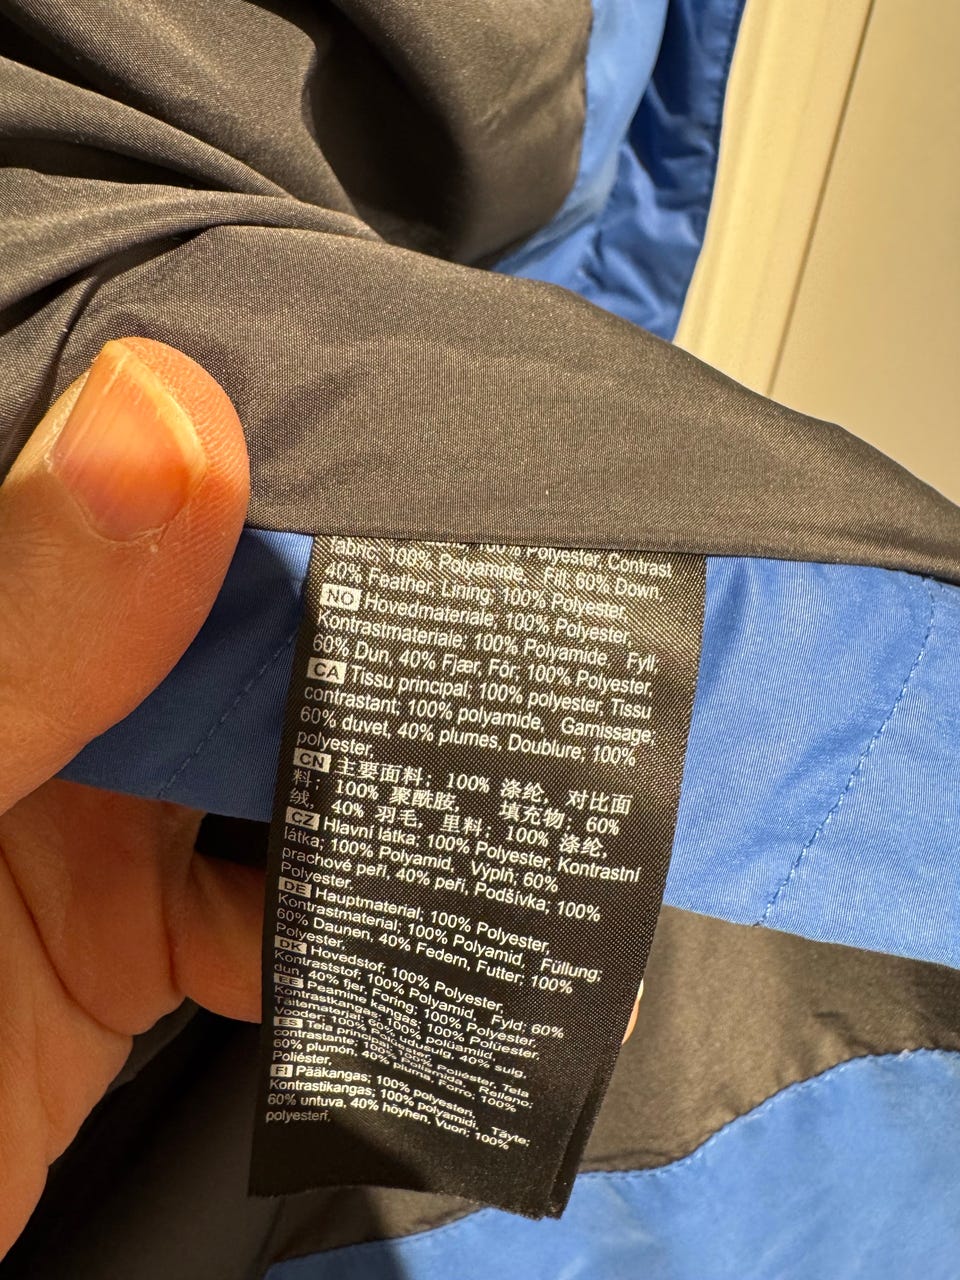 fabric; 100% Polyamide, Fill; 60% Down,
Polyester, Contrast
40% Feather, Lining; 100% Polyester,
NO Hovedmateriale; 100% Polyester,
Kontrastmateriale; 100% Polyamide, Fyll;
60% Dun, 40% Fjær, Fôr; 100% Polyester,
CA Tissu principal; 100% polyester, Tissu
contrastant; 100% polyamide, Garnissage;
60% duvet, 40% plumes, Doublure; 100%
polyester,
CN 主要面料; 100% 涤纶, 对比面
料; 100% 聚酰胺, 填充物; 60%
绒, 40% 羽毛, 里料; 100% 涤纶,
CZ Hlavní látka; 100% Polyester, Kontrastní
látka; 100% Polyamid, Výplň; 60%
prachové peří, 40% peří, Podšívka; 100%
Polyester,
DE Hauptmaterial; 100% Polyester,
Kontrastmaterial; 100% Polyamid, Füllung;
60% Daunen, 40% Federn, Futter; 100%
Polyester,
DK Hovedstof; 100% Polyester,
Kontraststof; 100% Polyamid, Fyld; 60%
dun, 40% fjer, Foring; 100% Polyester,
EE Peamine kangas; 100% Polüester,
Kontrastkangas; 100% polüamiid,
Täitematerjal; 60% udusulg, 40% sulg,
Vooder; 100% Polüester,
ES Tela principal; 100% Poliéster, Tela
contrastante; 100% Poliamida, Relleno;
60% plumón, 40% pluma, Forro; 100%
Poliéster,
FI Pääkangas; 100% polyesteri,
Kontrastikangas; 100% polyamidi, Täyte;
60% untuva, 40% höyhen, Vuori; 100%
polyesteri,